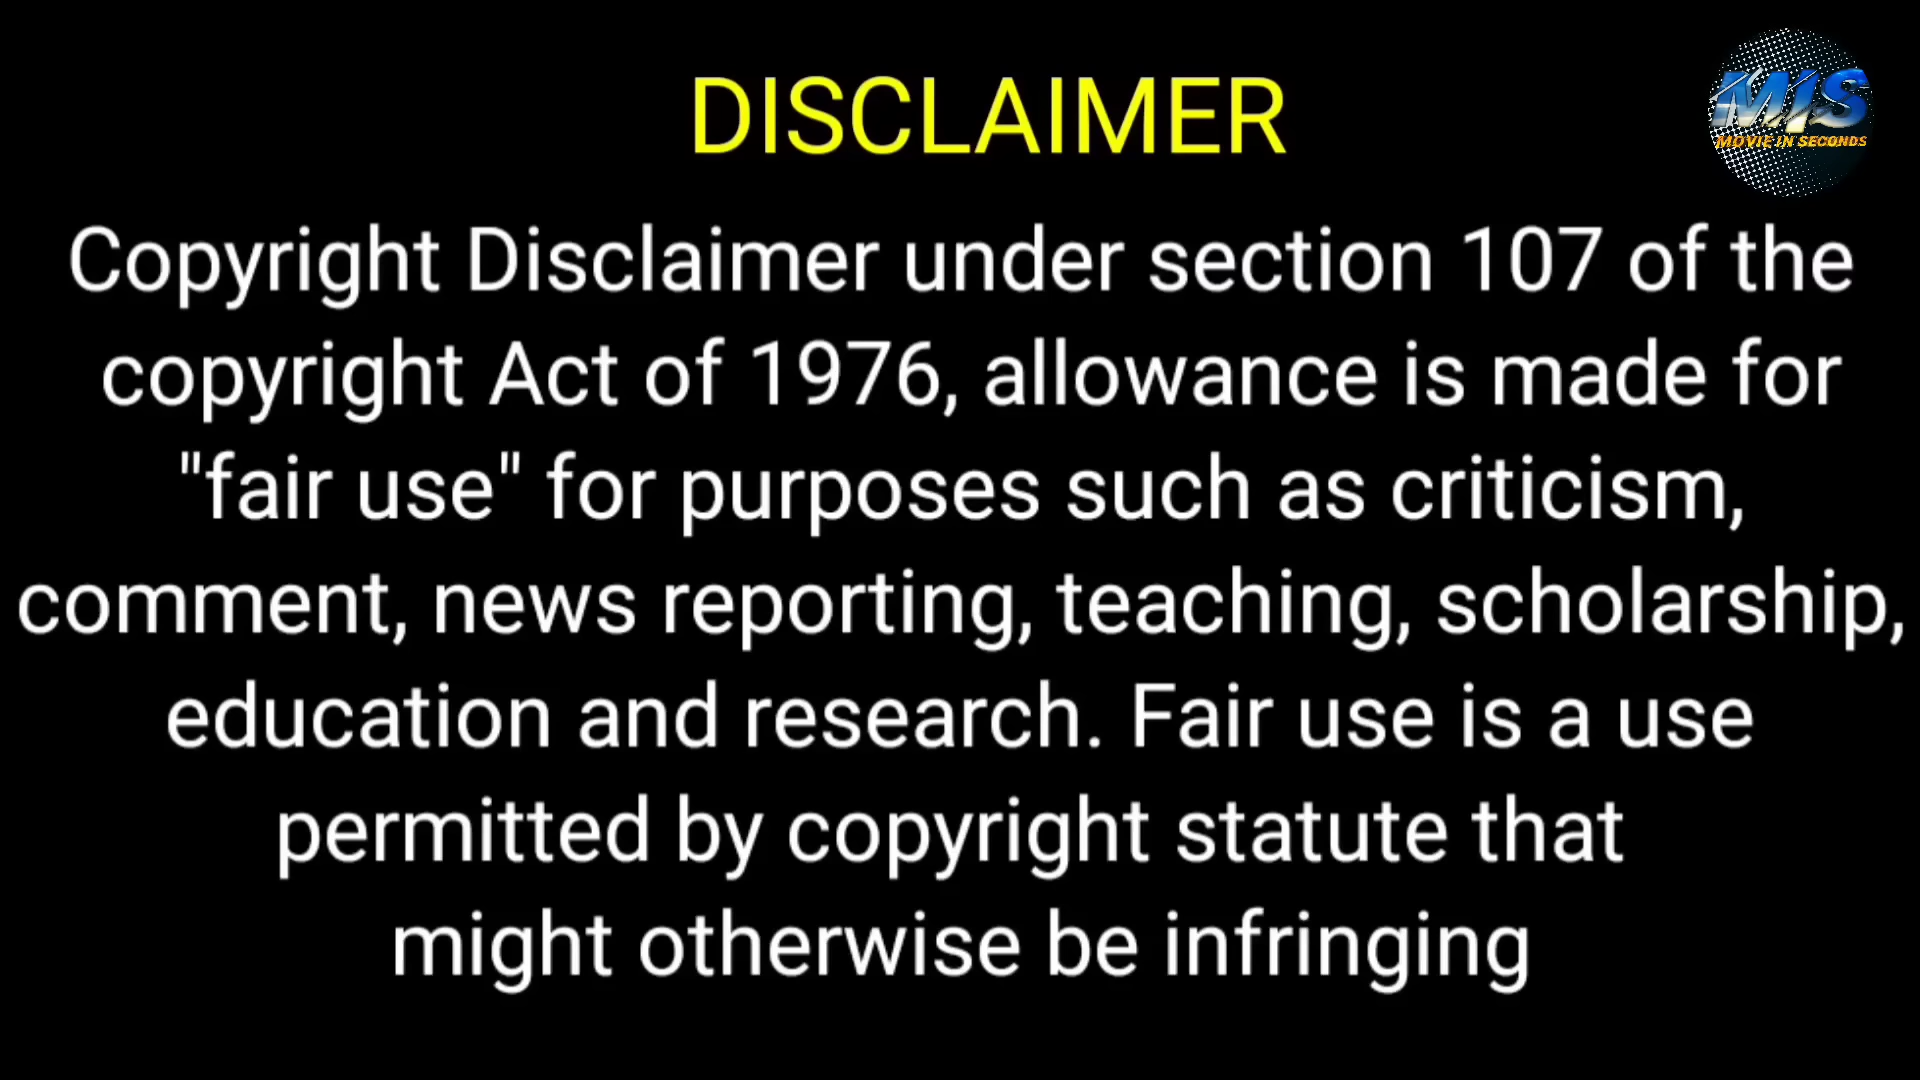 DISCLAIMER
MIS
MOVIE IN SECONDS
Copyright Disclaimer under section 107 of the
copyright Act of 1976, allowance is made for
"fair use" for purposes such as criticism,
comment, news reporting, teaching, scholarship,
education and research. Fair use is a use
permitted by copyright statute that
might otherwise be infringing